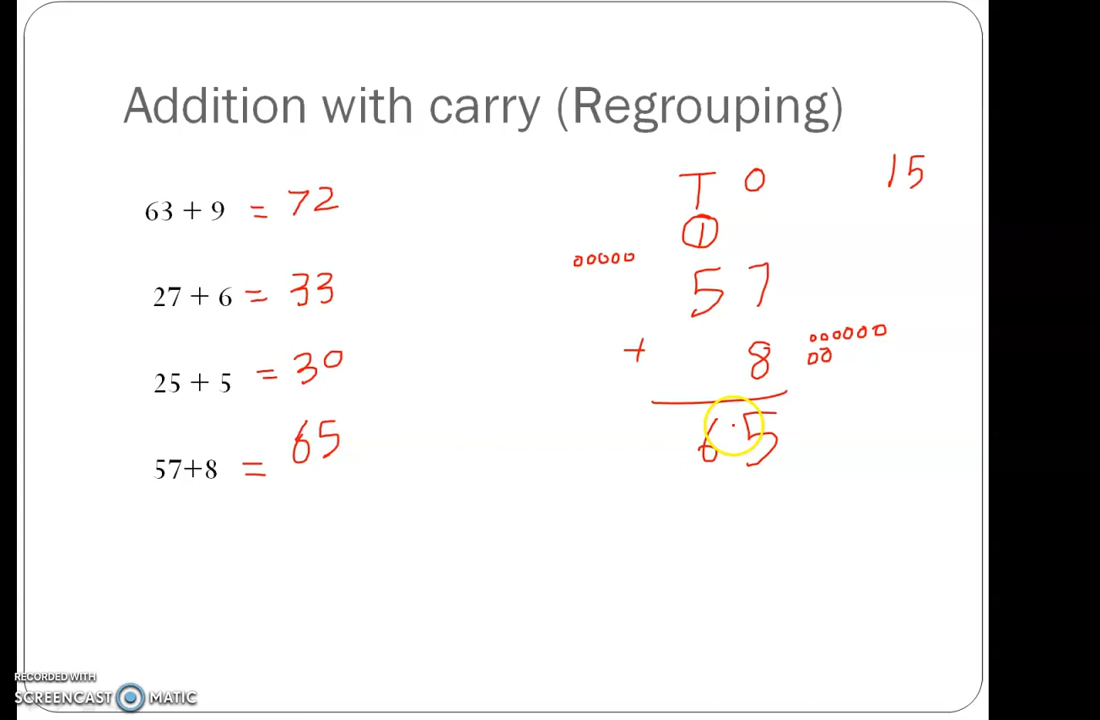 Addition with carry (Regrouping)
63 + 9 = 72
27 + 6 = 33
25 + 5 = 30
57+8 = 65
T O
15
1
57
+ 8
65
RECORDED WITH
SCREENCAST MATIC